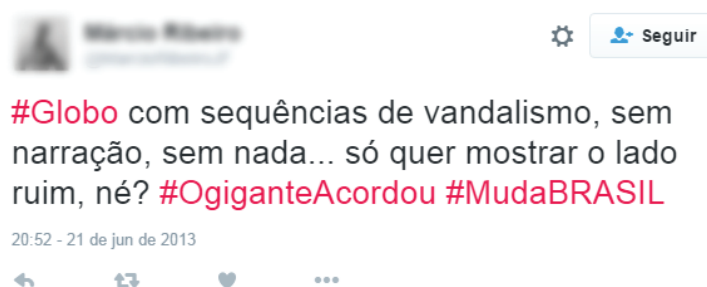 Seguir
#Globo com sequências de vandalismo, sem
narração, sem nada... só quer mostrar o lado
ruim, né? #OgiganteAcordou #MudaBRASIL
20:52 - 21 de jun de 2013